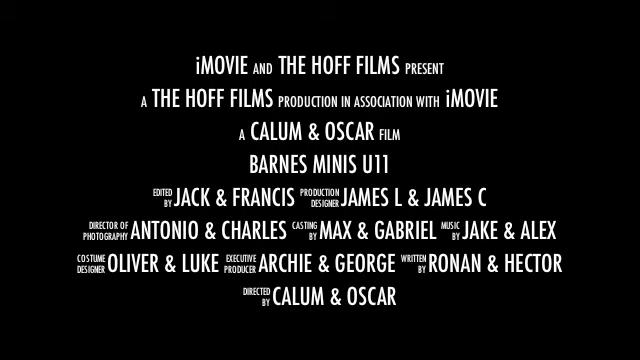 iMOVIE AND THE HOFF FILMS PRESENT
A THE HOFF FILMS PRODUCTION IN ASSOCIATION WITH iMOVIE
A CALUM & OSCAR FILM
BARNES MINIS U11
EDITED BY JACK & FRANCIS PRODUCTION DESIGNER JAMES L & JAMES C
DIRECTOR OF PHOTOGRAPHY ANTONIO & CHARLES CASTING BY MAX & GABRIEL MUSIC BY JAKE & ALEX
COSTUME DESIGNER OLIVER & LUKE EXECUTIVE PRODUCER ARCHIE & GEORGE WRITTEN BY RONAN & HECTOR
DIRECTED BY CALUM & OSCAR